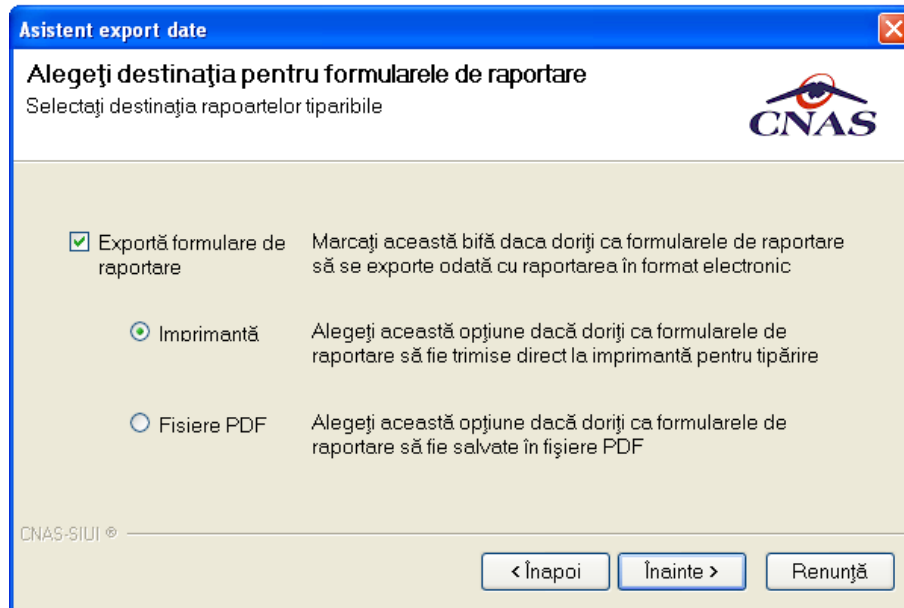 Asistent export date
Alegeţi destinaţia pentru formularele de raportare
Selectaţi destinaţia rapoartelor tiparibile
CNAS
Exportă formulare de
raportare
Marcaţi această bifă daca doriţi ca formularele de raportare
să se exporte odată cu raportarea în format electronic
Imprimantă
Alegeţi această opţiune dacă doriţi ca formularele de
raportare să fie trimise direct la imprimantă pentru tipărire
Fisiere PDF
Alegeţi această opţiune dacă doriţi ca formularele de
raportare să fie salvate în fişiere PDF
CNAS-SIUI ®
< Înapoi
Înainte >
Renunţă